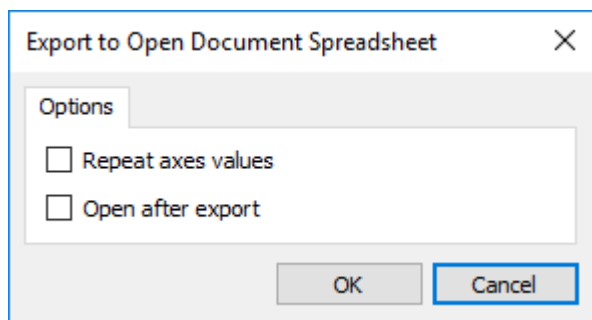 Export to Open Document Spreadsheet
Options
Repeat axes values
Open after export
OK
Cancel